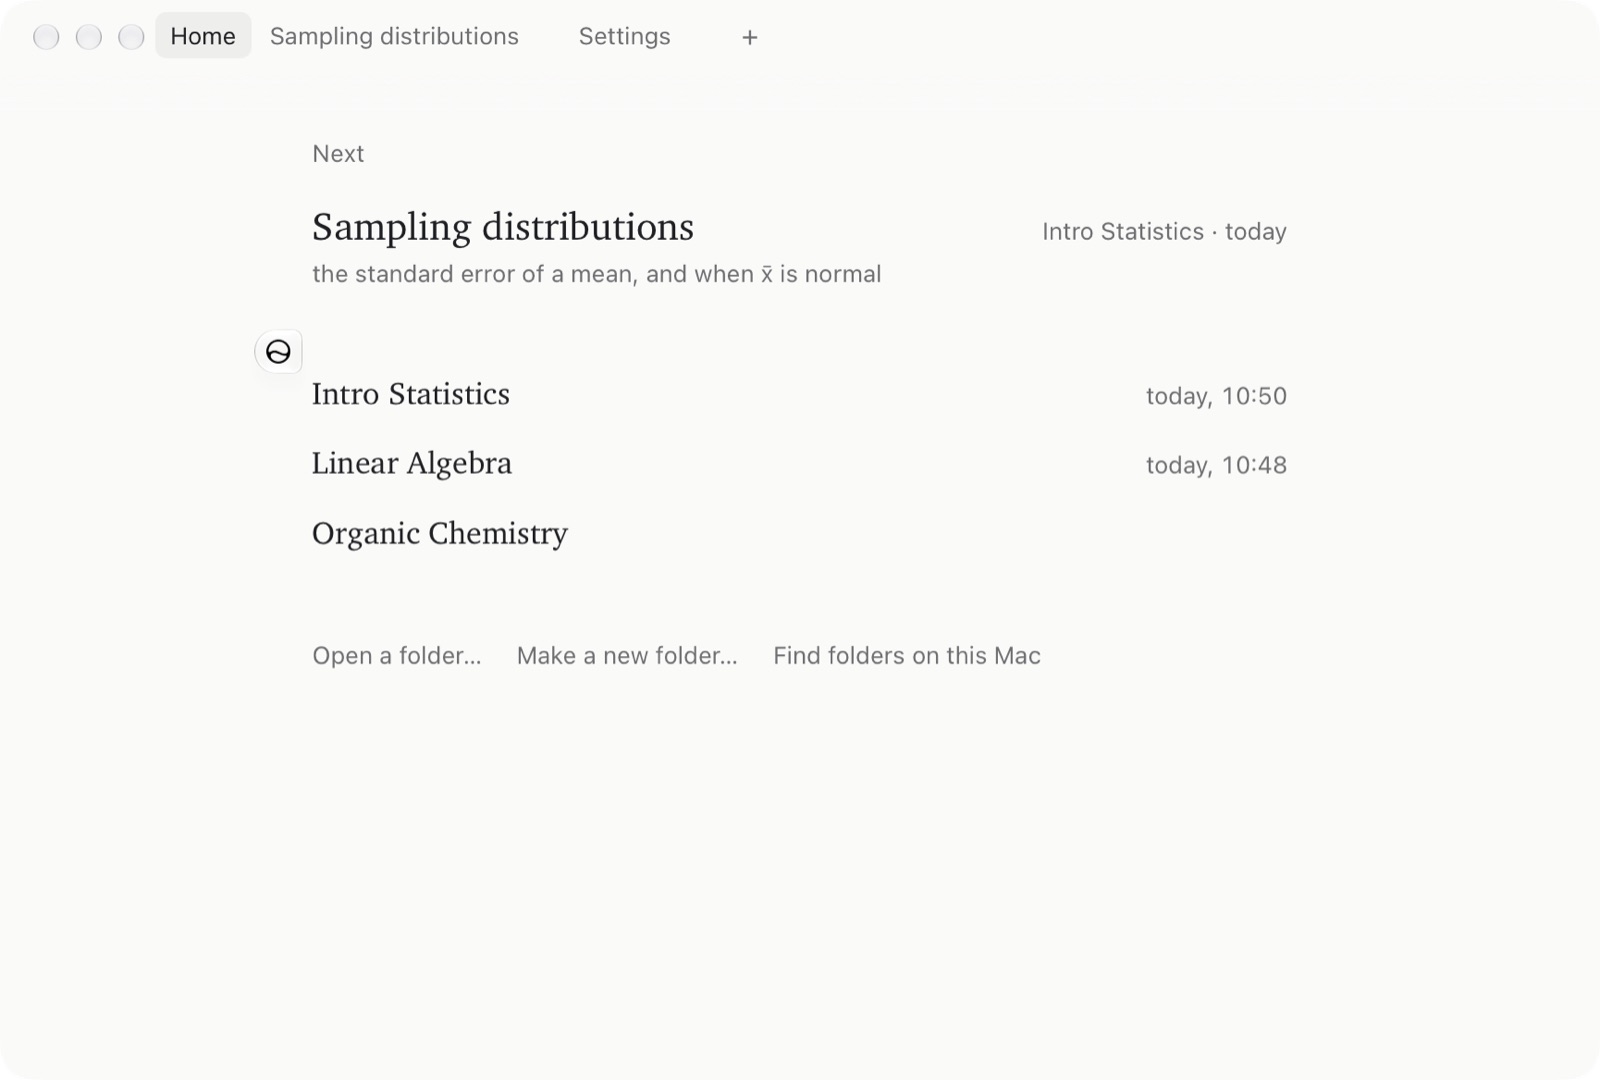 Home Sampling distributions Settings +
Next
Sampling distributions Intro Statistics · today
the standard error of a mean, and when x̄ is normal
Intro Statistics today, 10:50
Linear Algebra today, 10:48
Organic Chemistry
Open a folder... Make a new folder... Find folders on this Mac